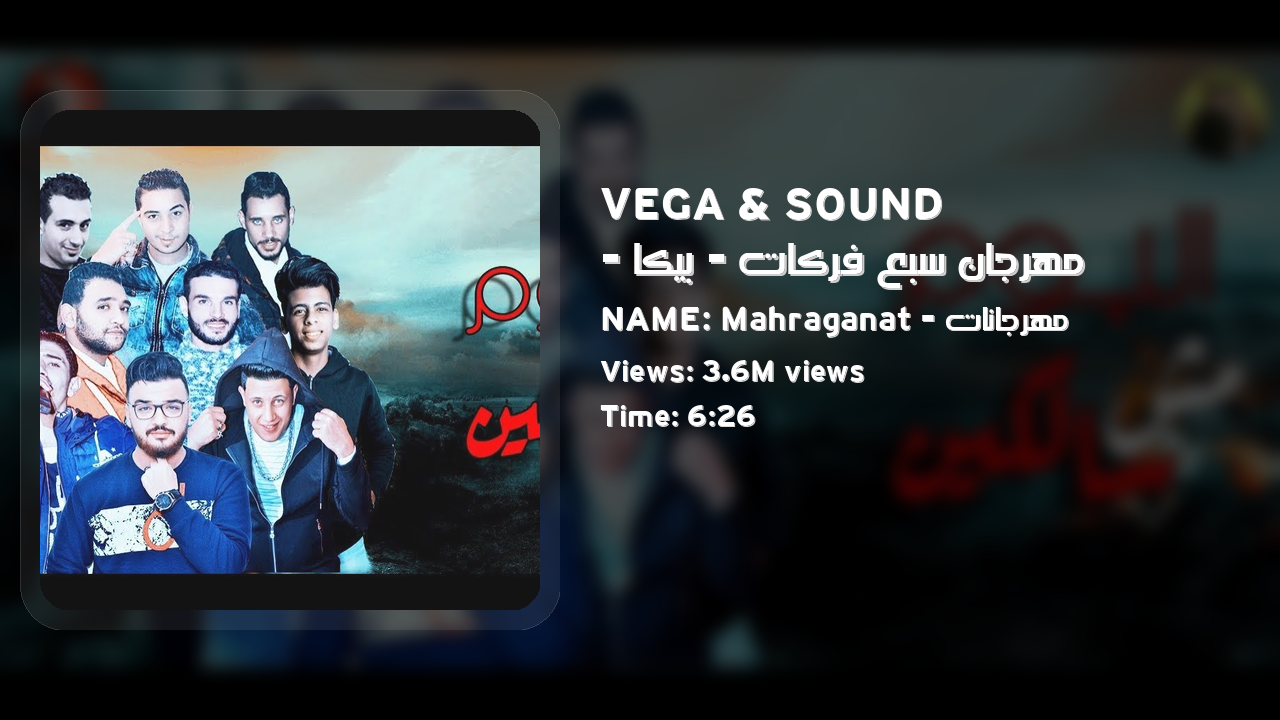 VEGA & SOUND
مهرجان سبع فركات - بيكا -
NAME: Mahraganat - مهرجانات
Views: 3.6M views
Time: 6:26